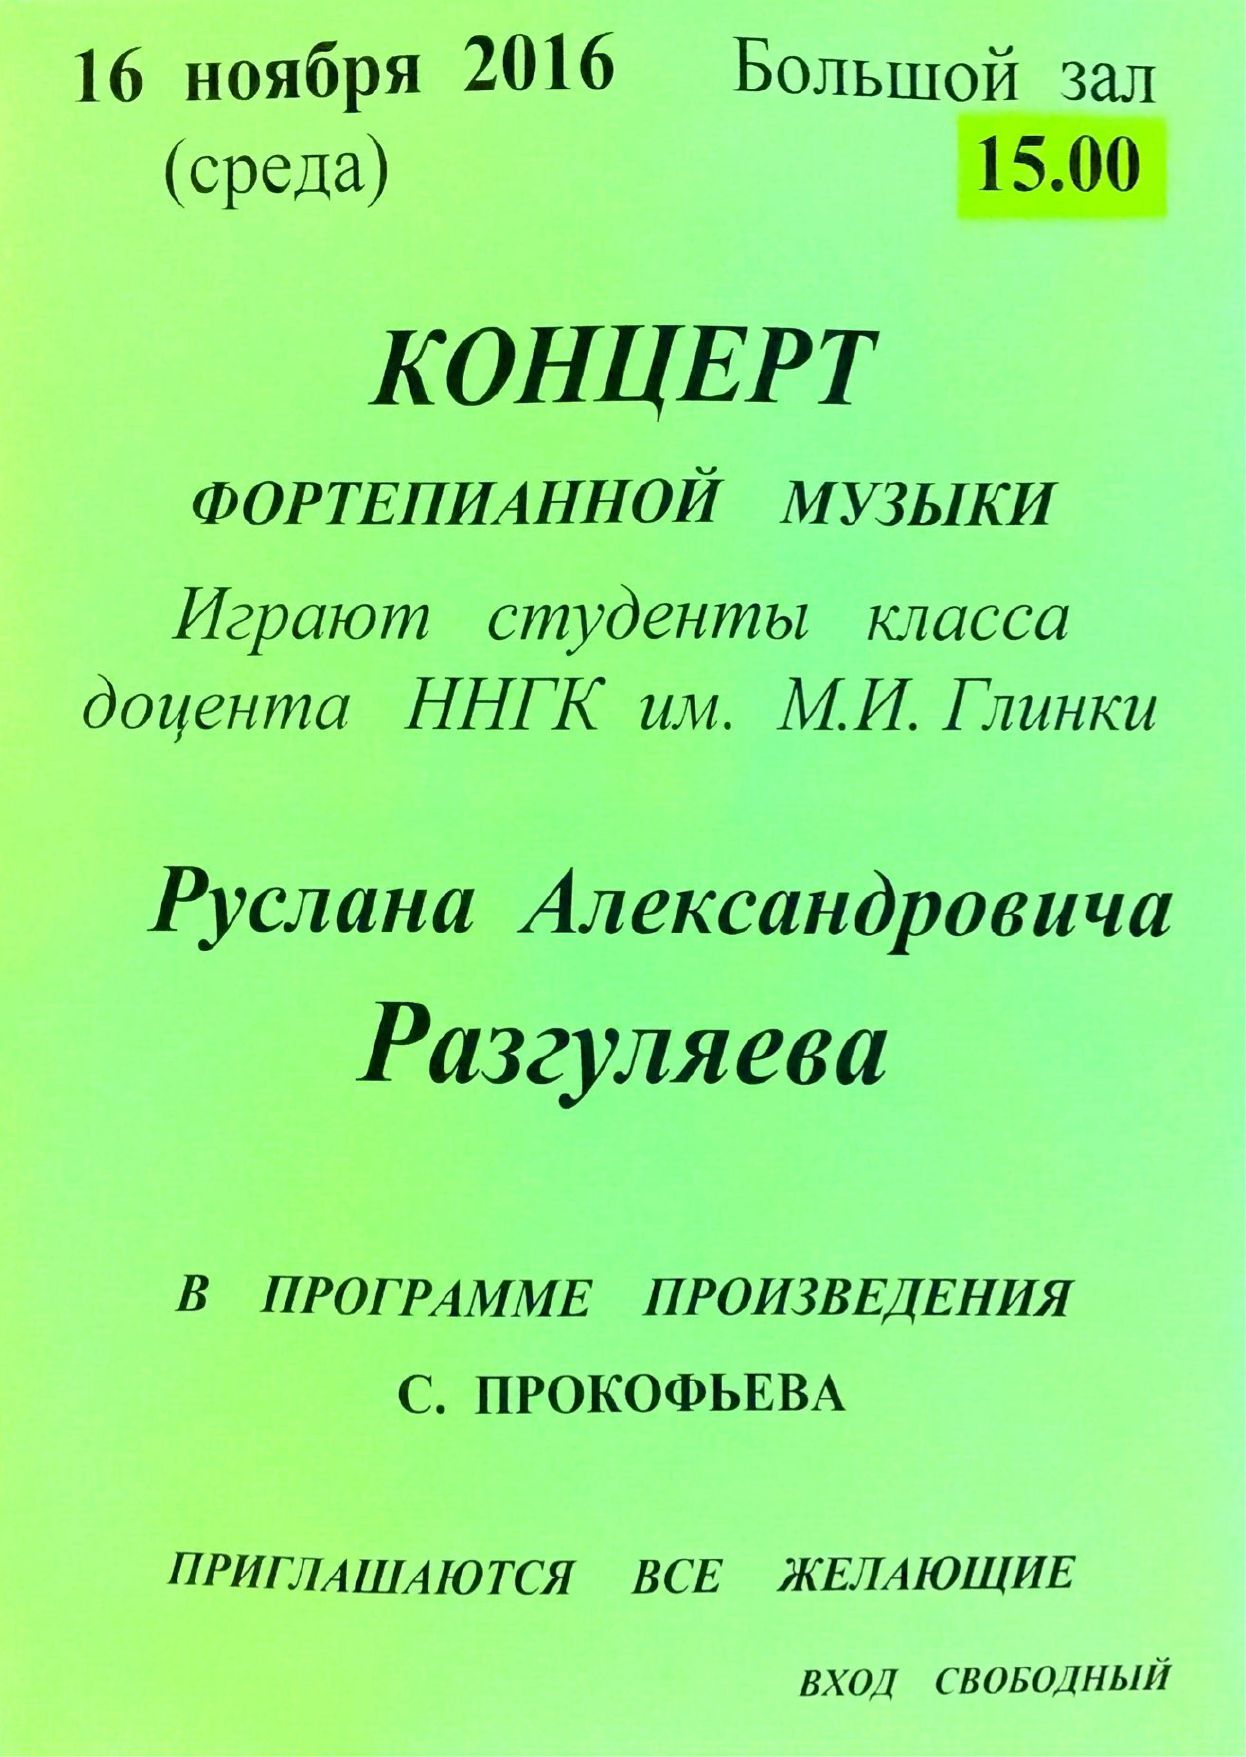 16 ноября 2016 Большой зал
(среда) 15.00
КОНЦЕРТ
ФОРТЕПИАННОЙ МУЗЫКИ
Играют студенты класса
доцента ННГК им. М.И. Глинки
Руслана Александровича
Разгуляева
В ПРОГРАММЕ ПРОИЗВЕДЕНИЯ
С. ПРОКОФЬЕВА
ПРИГЛАШАЮТСЯ ВСЕ ЖЕЛАЮЩИЕ
ВХОД СВОБОДНЫЙ